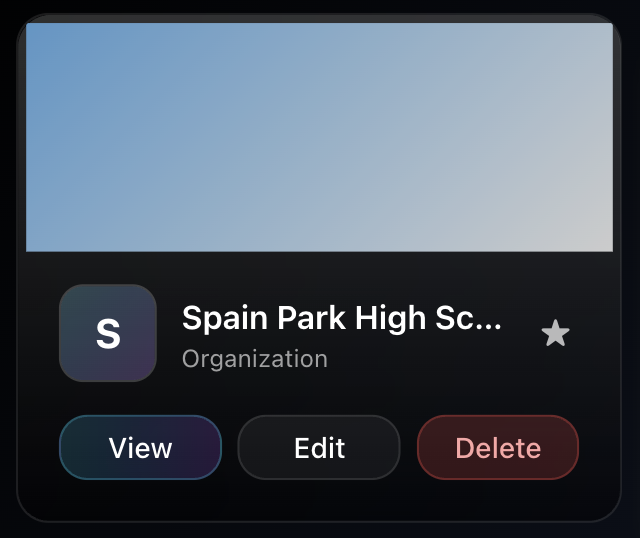 S
Spain Park High Sc...
Organization
View
Edit
Delete